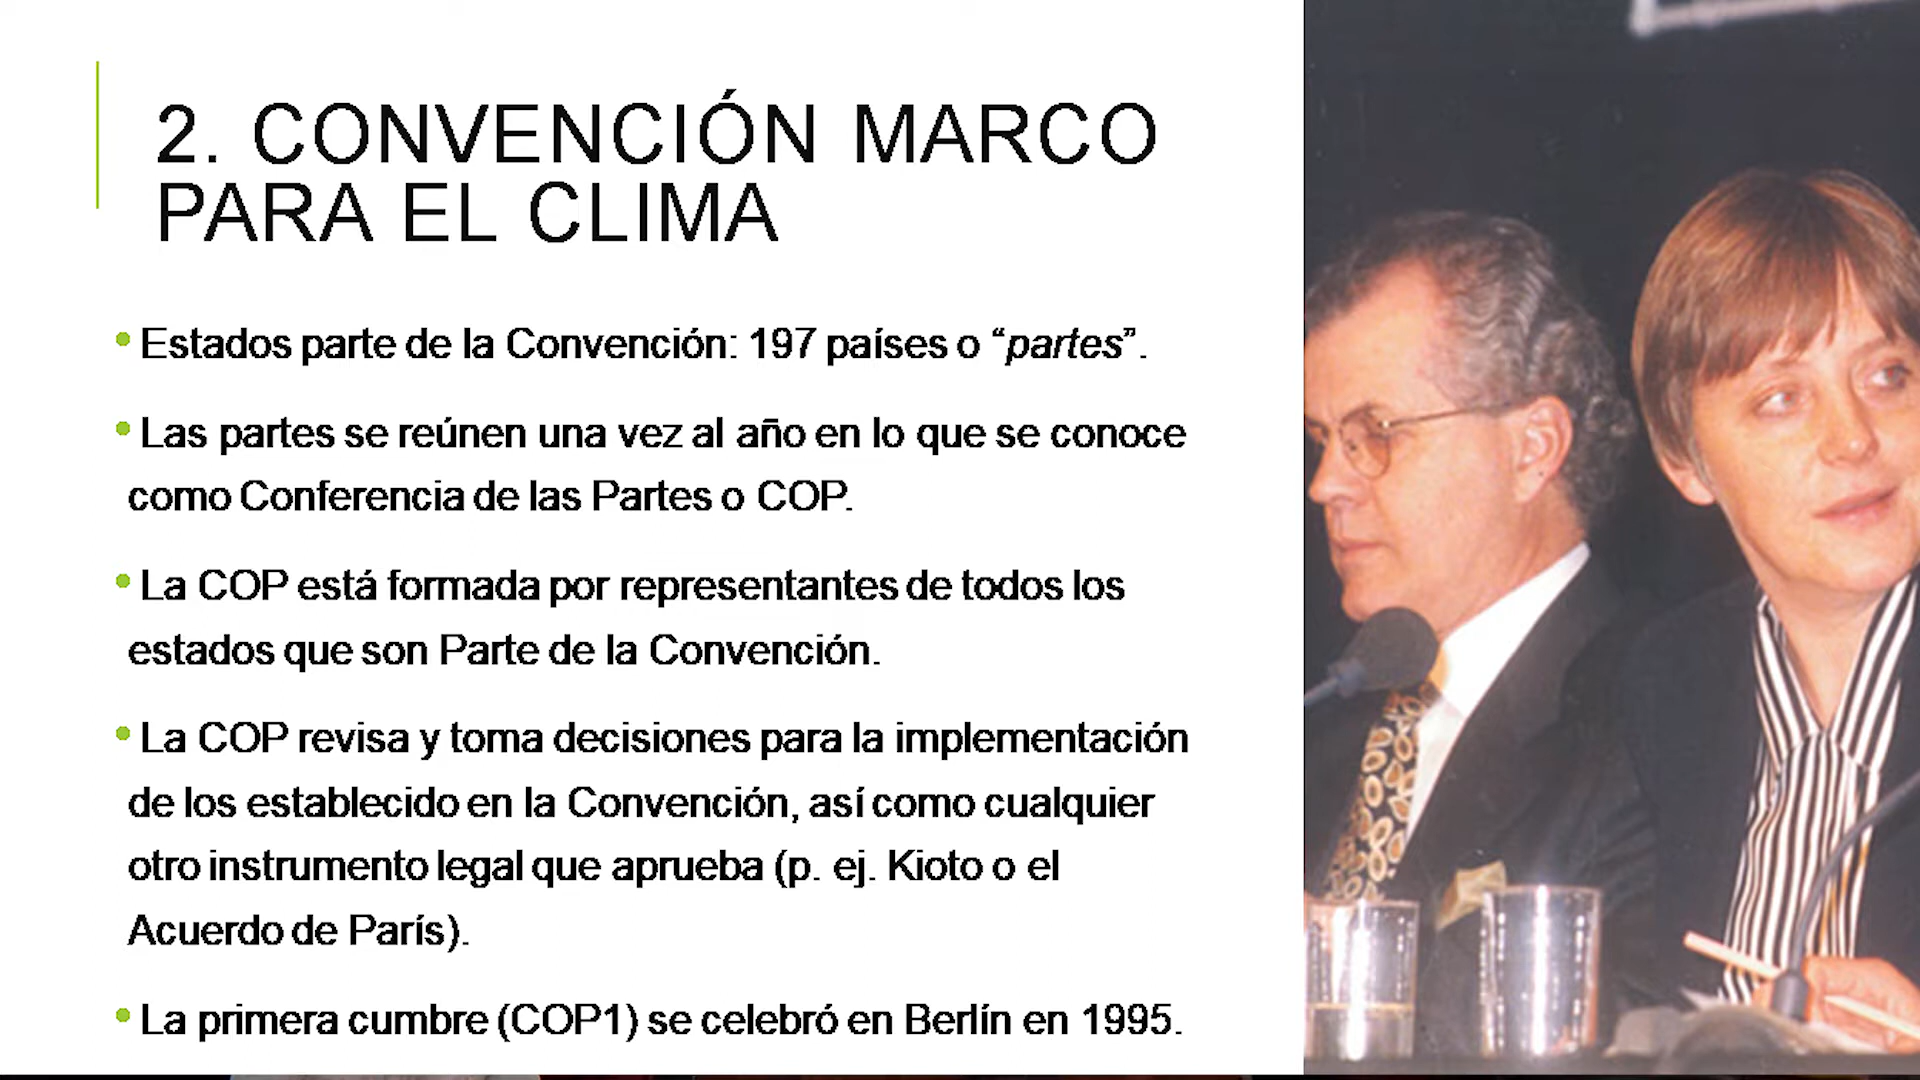 2. CONVENCIÓN MARCO
PARA EL CLIMA
• Estados parte de la Convención: 197 países o “partes”.
• Las partes se reúnen una vez al año en lo que se conoce
como Conferencia de las Partes o COP.
• La COP está formada por representantes de todos los
estados que son Parte de la Convención.
• La COP revisa y toma decisiones para la implementación
de los establecido en la Convención, así como cualquier
otro instrumento legal que aprueba (p. ej. Kioto o el
Acuerdo de París).
• La primera cumbre (COP1) se celebró en Berlín en 1995.